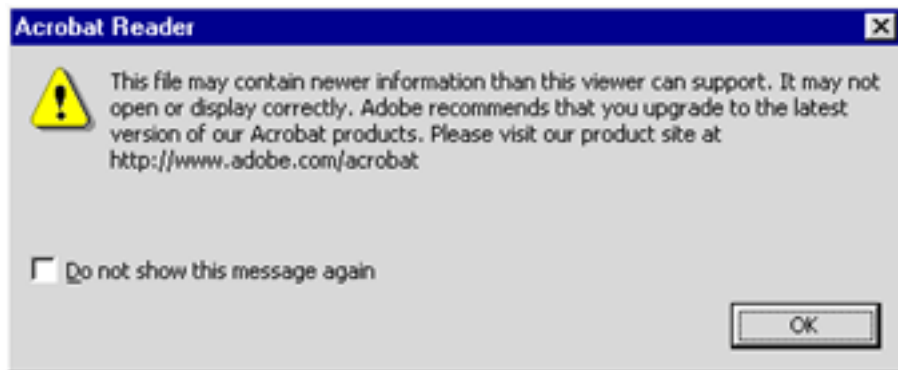 Acrobat Reader
This file may contain newer information than this viewer can support. It may not
open or display correctly. Adobe recommends that you upgrade to the latest
version of our Acrobat products. Please visit our product site at
http://www.adobe.com/acrobat
Do not show this message again
OK